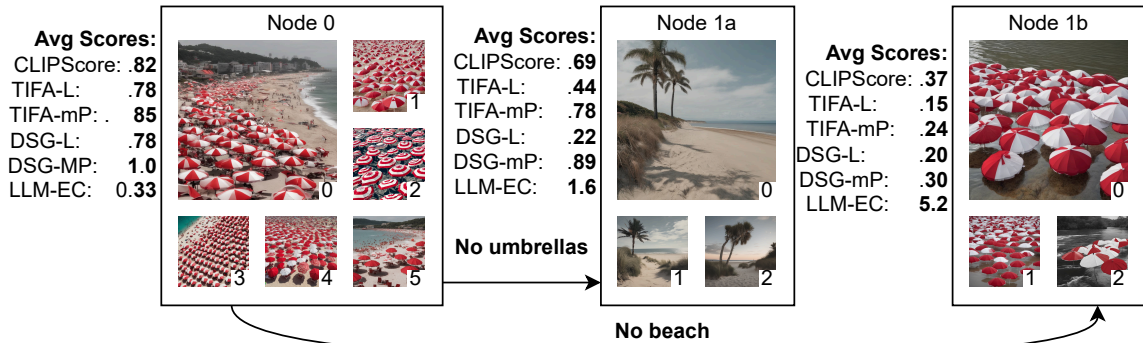 Node 0
Avg Scores:
CLIPScore: .82
TIFA-L: .78
TIFA-mP: . 85
DSG-L: .78
DSG-MP: 1.0
LLM-EC: 0.33
0
1
2
3
4
5
Avg Scores:
CLIPScore: .69
TIFA-L: .44
TIFA-mP: .78
DSG-L: .22
DSG-mP: .89
LLM-EC: 1.6
No umbrellas
Node 1a
0
1
2
No beach
Avg Scores:
CLIPScore: .37
TIFA-L: .15
TIFA-mP: .24
DSG-L: .20
DSG-mP: .30
LLM-EC: 5.2
Node 1b
0
1
2